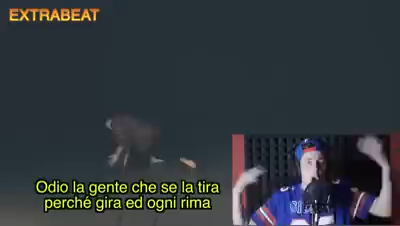 EXTRABEAT
Odio la gente che se la tira
perché gira ed ogni rima